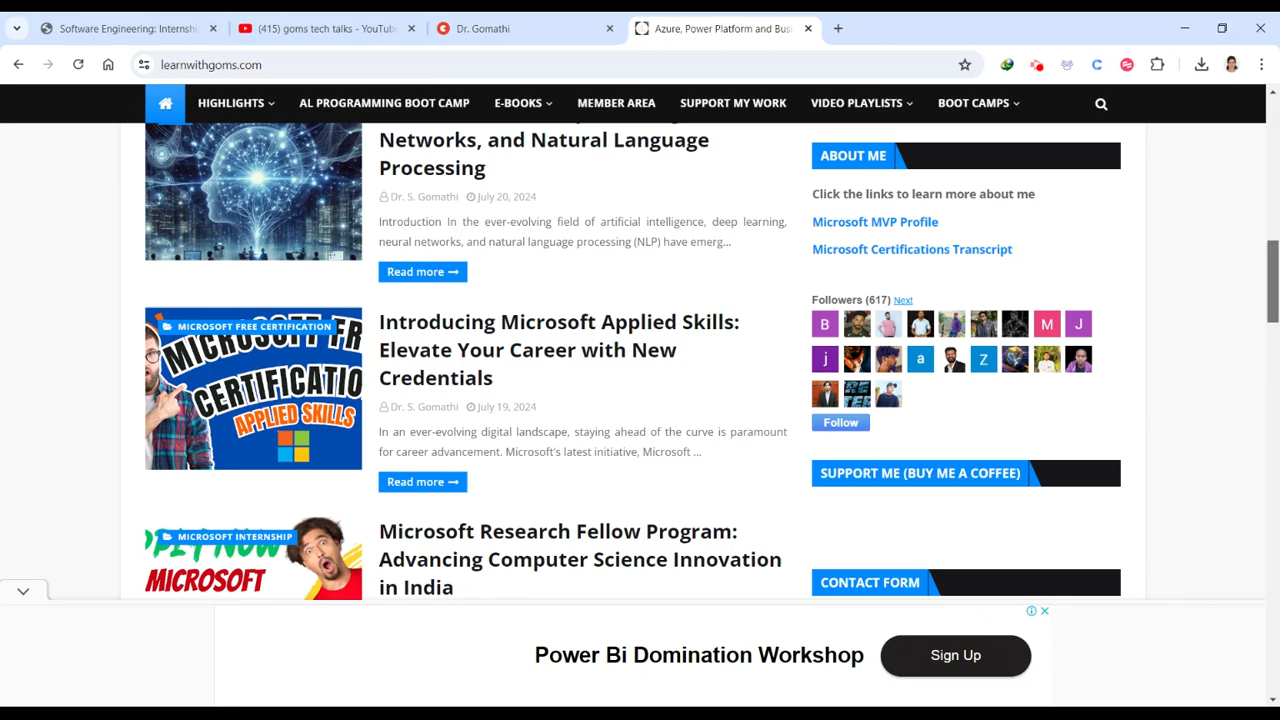 Software Engineering: Internshi
(415) goms tech talks - YouTube
Dr. Gomathi
Azure, Power Platform and Busi
learnwithgoms.com
HIGHLIGHTS
AL PROGRAMMING BOOT CAMP
E-BOOKS
MEMBER AREA
SUPPORT MY WORK
VIDEO PLAYLISTS
BOOT CAMPS
Networks, and Natural Language
Processing
Dr. S. Gomathi July 20, 2024
Introduction In the ever-evolving field of artificial intelligence, deep learning,
neural networks, and natural language processing (NLP) have emerg...
Read more
MICROSOFT FREE CERTIFICATION
MICROSOFT FR
CERTIFICATIO
APPLIED SKILLS
Introducing Microsoft Applied Skills:
Elevate Your Career with New
Credentials
Dr. S. Gomathi July 19, 2024
In an ever-evolving digital landscape, staying ahead of the curve is paramount
for career advancement. Microsoft's latest initiative, Microsoft ...
Read more
MICROSOFT INTERNSHIP
NOW
MICROSOFT
Microsoft Research Fellow Program:
Advancing Computer Science Innovation
in India
ABOUT ME
Click the links to learn more about me
Microsoft MVP Profile
Microsoft Certifications Transcript
Followers (617) Next
B
M
J
j
a
Z
Follow
SUPPORT ME (BUY ME A COFFEE)
CONTACT FORM
Power Bi Domination Workshop
Sign Up